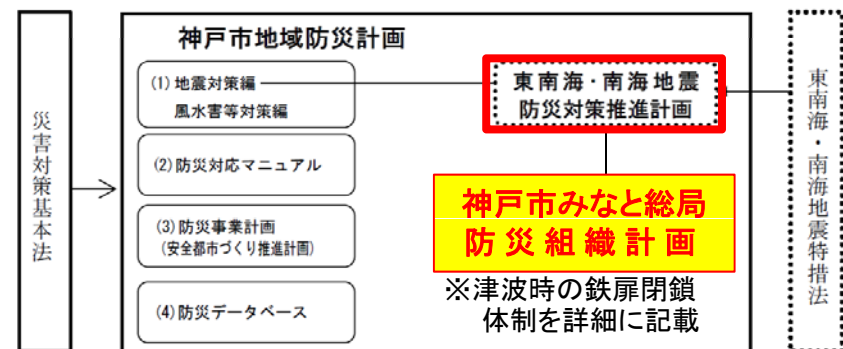 災害対策基本法
神戸市地域防災計画
(1)地震対策編
風水害等対策編
(2)防災対応マニュアル
(3)防災事業計画
(安全都市づくり推進計画)
(4)防災データベース
東南海・南海地震
防災対策推進計画
神戸市みなと総局
防災組織計画
※津波時の鉄扉閉鎖
体制を詳細に記載
東南海・南海地震特措法